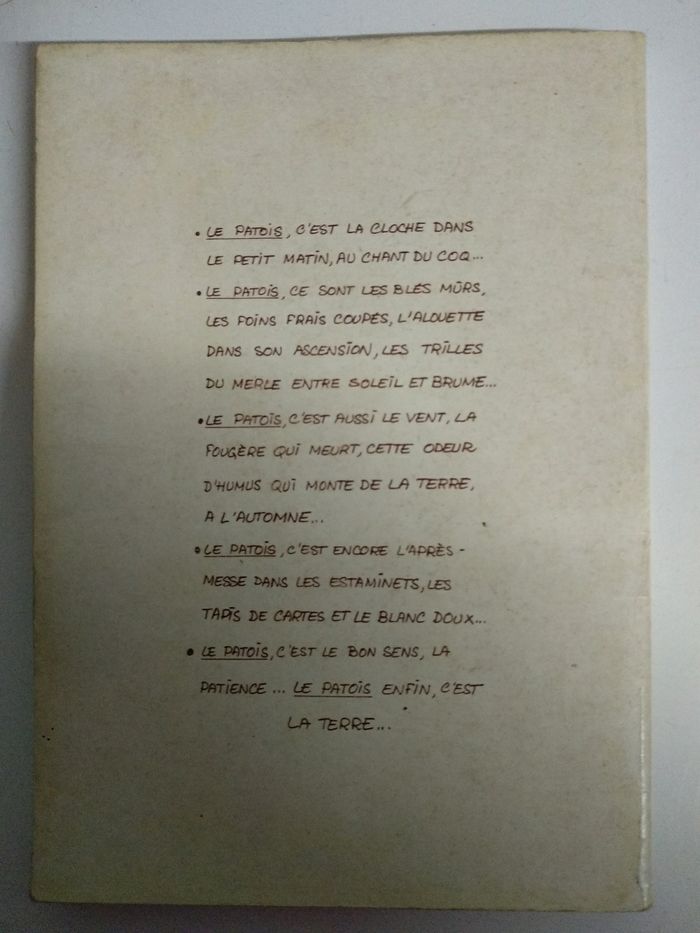 • LE PATOIS, C'EST LA CLOCHE DANS
LE PETIT MATIN, AU CHANT DU COQ...
• LE PATOIS, CE SONT LES BLÉS MÛRS,
LES FOINS FRAIS COUPÉS, L'ALOUETTE
DANS SON ASCENSION, LES TRILLES
DU MERLE ENTRE SOLEIL ET BRUME...
• LE PATOIS, C'EST AUSSI LE VENT, LA
FOUGÈRE QUI MEURT, CETTE ODEUR
D'HUMUS QUI MONTE DE LA TERRE,
A L'AUTOMNE...
• LE PATOIS, C'EST ENCORE L'APRÈS-
MESSE DANS LES ESTAMINETS, LES
TAPIS DE CARTES ET LE BLANC DOUX...
• LE PATOIS, C'EST LE BON SENS, LA
PATIENCE... LE PATOIS ENFIN, C'EST
LA TERRE...